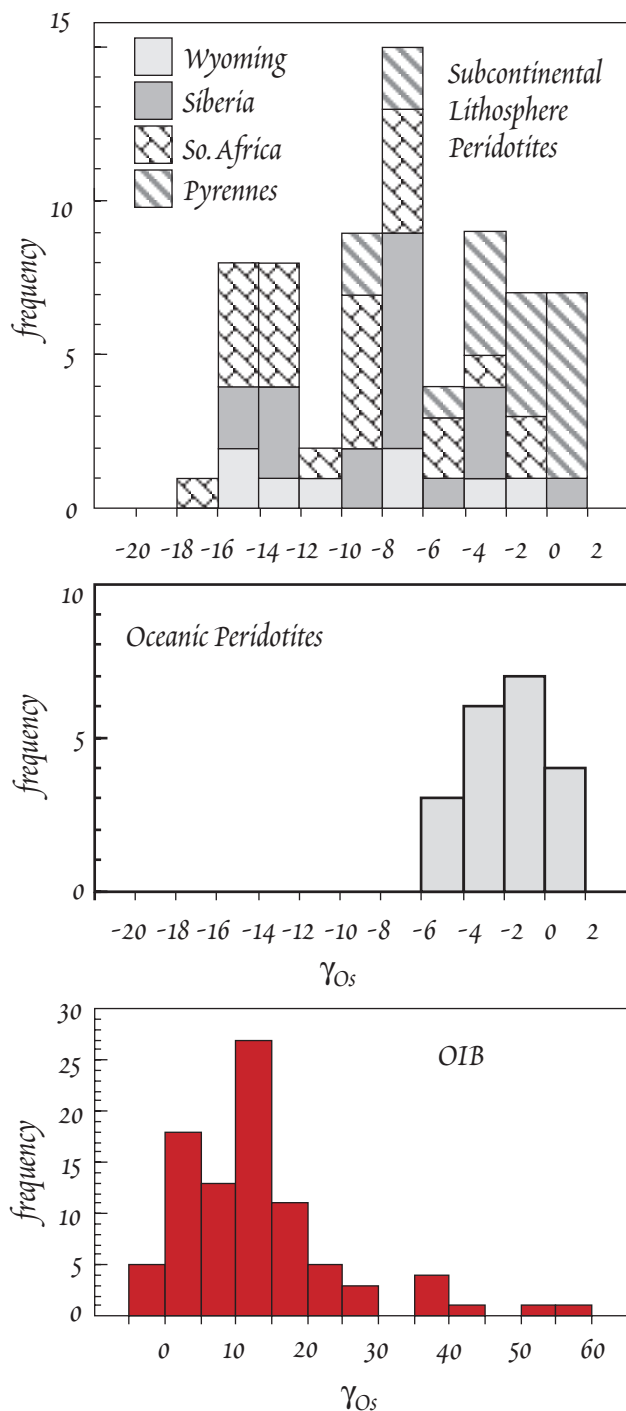 15
10
5
0
frequency
Wyoming
Siberia
So. Africa
Pyrennes
Subcontinental
Lithosphere
Peridotites
-20 -18 -16 -14 -12 -10 -8 -6 -4 -2 0 2
10
5
0
frequency
Oceanic Peridotites
-20 -18 -16 -14 -12 -10 -8 -6 -4 -2 0 2
γOs
30
25
20
15
10
5
0
frequency
OIB
0 10 20 30 40 50 60
γOs